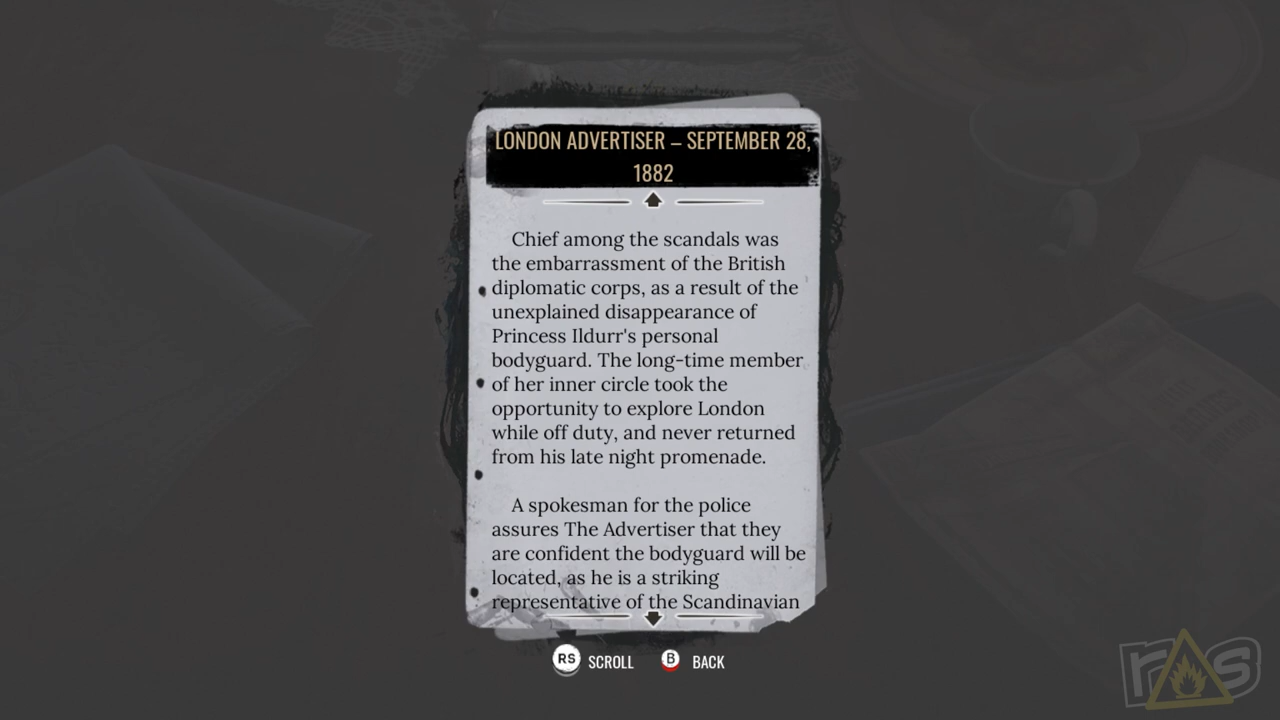 LONDON ADVERTISER – SEPTEMBER 28,
1882
Chief among the scandals was
the embarrassment of the British
diplomatic corps, as a result of the
unexplained disappearance of
Princess Ildurr's personal
bodyguard. The long-time member
of her inner circle took the
opportunity to explore London
while off duty, and never returned
from his late night promenade.
A spokesman for the police
assures The Advertiser that they
are confident the bodyguard will be
located, as he is a striking
representative of the Scandinavian
RS SCROLL B BACK
ras